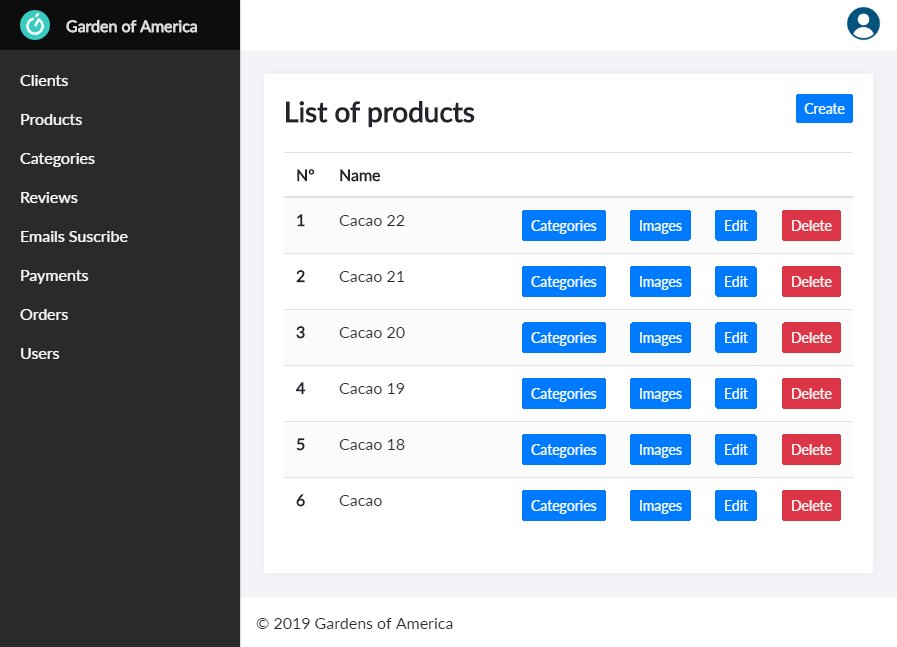 Garden of America
Clients
Products
Categories
Reviews
Emails Suscribe
Payments
Orders
Users
List of products
Create
Nº Name
1 Cacao 22 Categories Images Edit Delete
2 Cacao 21 Categories Images Edit Delete
3 Cacao 20 Categories Images Edit Delete
4 Cacao 19 Categories Images Edit Delete
5 Cacao 18 Categories Images Edit Delete
6 Cacao Categories Images Edit Delete
© 2019 Gardens of America